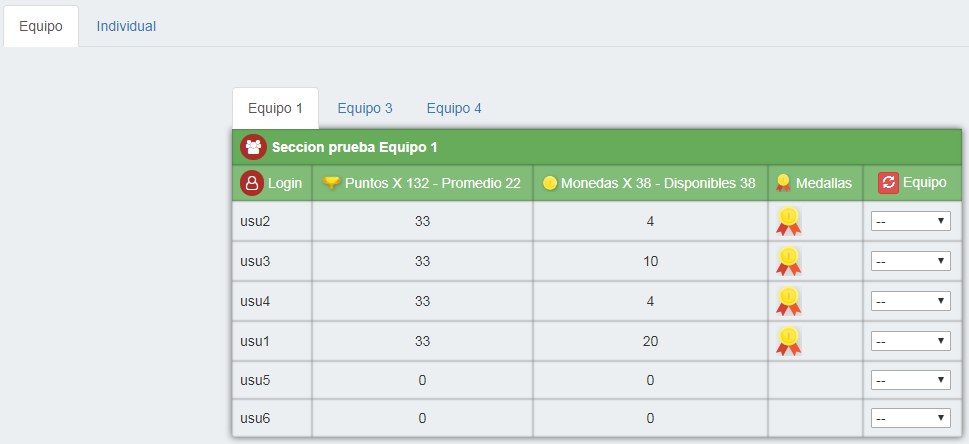 Equipo Individual
Equipo 1 Equipo 3 Equipo 4
Seccion prueba Equipo 1
Login Puntos X 132 - Promedio 22 Monedas X 38 - Disponibles 38 Medallas Equipo
usu2 33 4 --
usu3 33 10 --
usu4 33 4 --
usu1 33 20 --
usu5 0 0 --
usu6 0 0 --